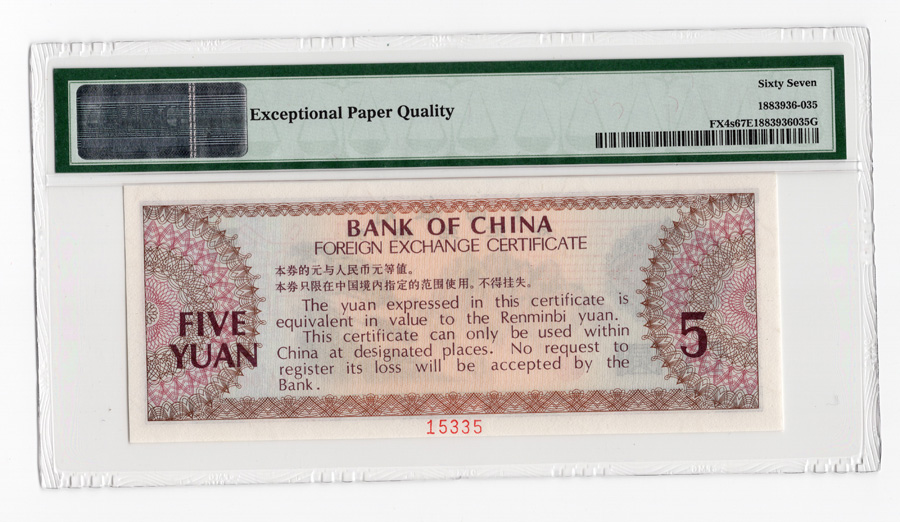 Exceptional Paper Quality
Sixty Seven
1883936-035
FX4s67E1883936035G
BANK OF CHINA
FOREIGN EXCHANGE CERTIFICATE
本券的元与人民币元等值。
本券只限在中国境内指定的范围使用。不得挂失。
The yuan expressed in this certificate is
equivalent in value to the Renminbi yuan.
This certificate can only be used within
China at designated places. No request to
register its loss will be accepted by the
Bank.
FIVE
YUAN
5
15335